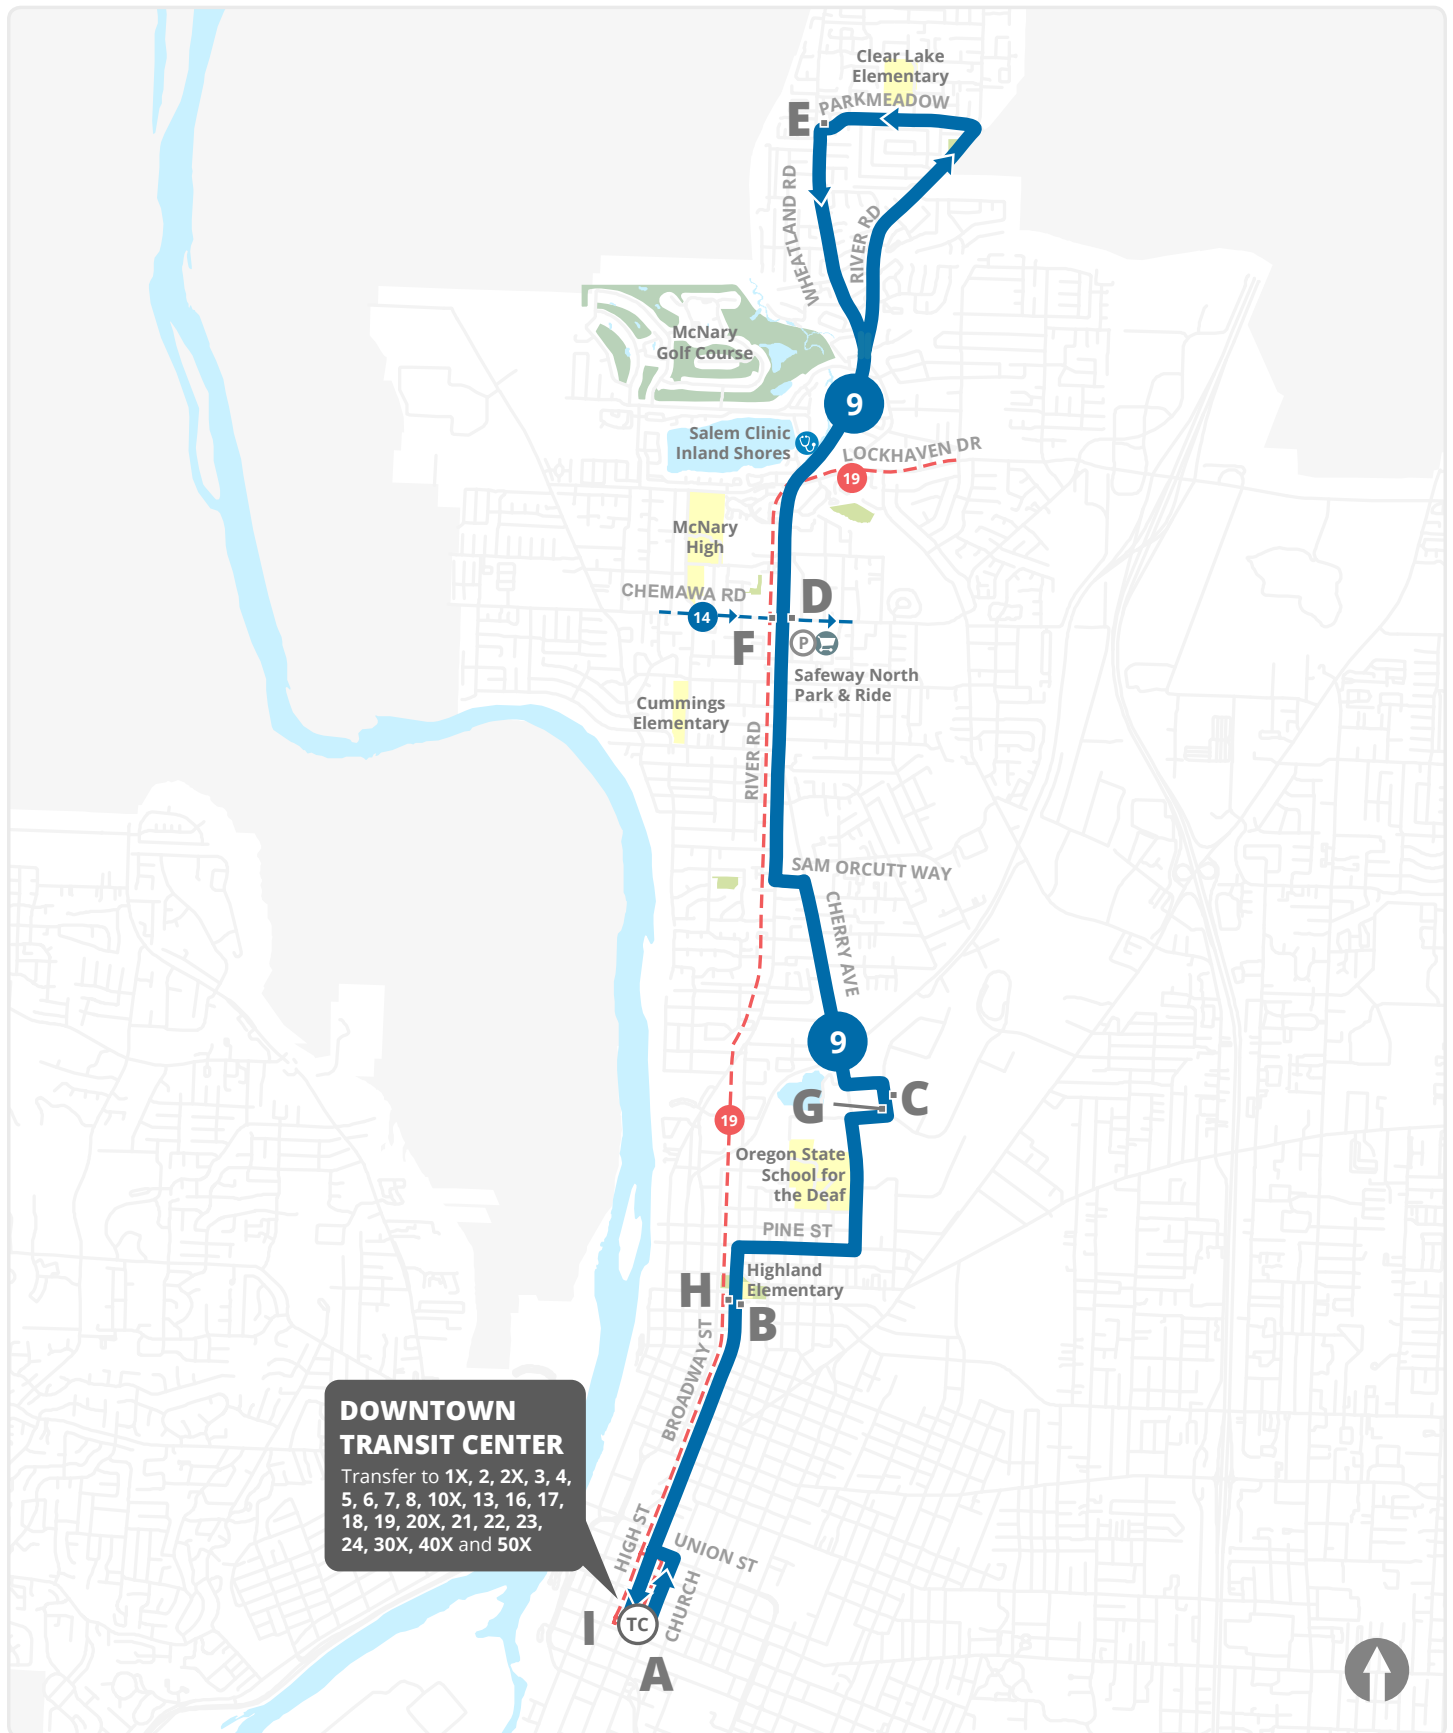 Clear Lake
Elementary
PARKMEADOW
E
WHEATLAND RD
RIVER RD
McNary
Golf Course
9
Salem Clinic
Inland Shores
LOCKHAVEN DR
19
McNary
High
CHEMAWA RD
D
14
F
P
Safeway North
Park & Ride
Cummings
Elementary
RIVER RD
SAM ORCUTT WAY
CHERRY AVE
9
C
G
19
Oregon State
School for
the Deaf
PINE ST
Highland
Elementary
H
B
BROADWAY ST
DOWNTOWN
TRANSIT CENTER
Transfer to 1X, 2, 2X, 3, 4,
5, 6, 7, 8, 10X, 13, 16, 17,
18, 19, 20X, 21, 22, 23,
24, 30X, 40X and 50X
HIGH ST
UNION ST
CHURCH
I
TC
A